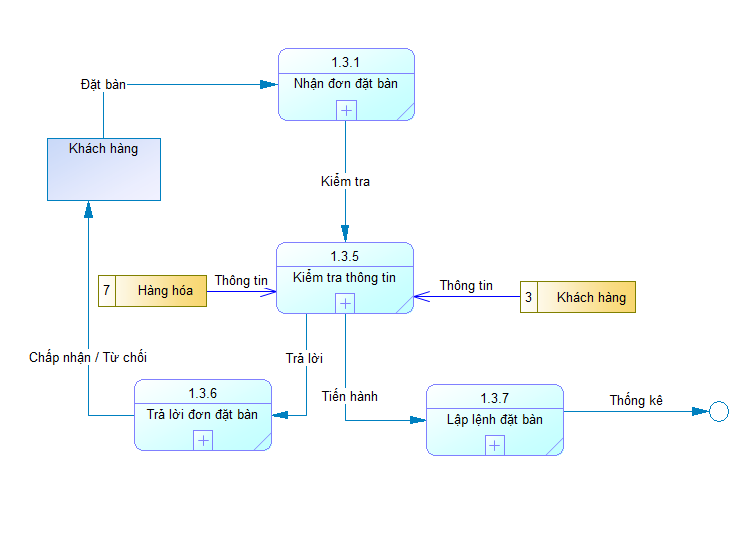 1.3.1
Đặt bàn
Nhận đơn đặt bàn
Khách hàng
Kiểm tra
1.3.5
Kiểm tra thông tin
Thông tin
Thông tin
7
Hàng hóa
3
Khách hàng
Chấp nhận / Từ chối
Trả lời
1.3.6
Trả lời đơn đặt bàn
Tiến hành
1.3.7
Lập lệnh đặt bàn
Thống kê